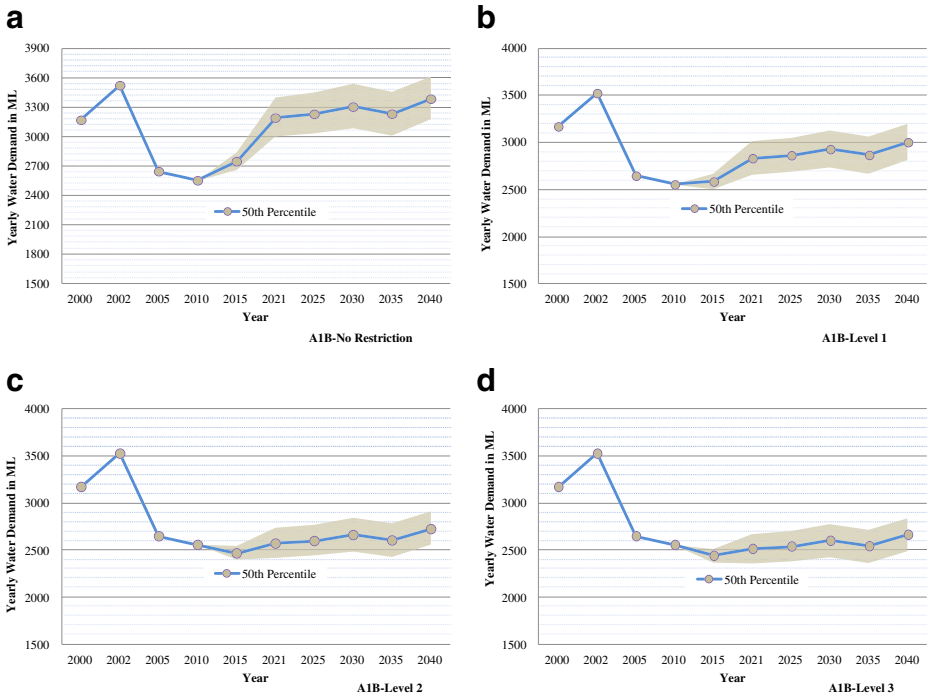 a
Yearly Water Demand in ML
3900
3600
3300
3000
2700
2400
2100
1800
1500
50th Percentile
2000 2002 2005 2010 2015 2021 2025 2030 2035 2040
Year
A1B-No Restriction
b
Yearly Water Demand in ML
4000
3500
3000
2500
2000
1500
50th Percentile
2000 2002 2005 2010 2015 2021 2025 2030 2035 2040
Year
A1B-Level 1
c
Yearly Water Demand in ML
4000
3500
3000
2500
2000
1500
50th Percentile
2000 2002 2005 2010 2015 2021 2025 2030 2035 2040
Year
A1B-Level 2
d
Yearly Water Demand in ML
4000
3500
3000
2500
2000
1500
50th Percentile
2000 2002 2005 2010 2015 2021 2025 2030 2035 2040
Year
A1B-Level 3